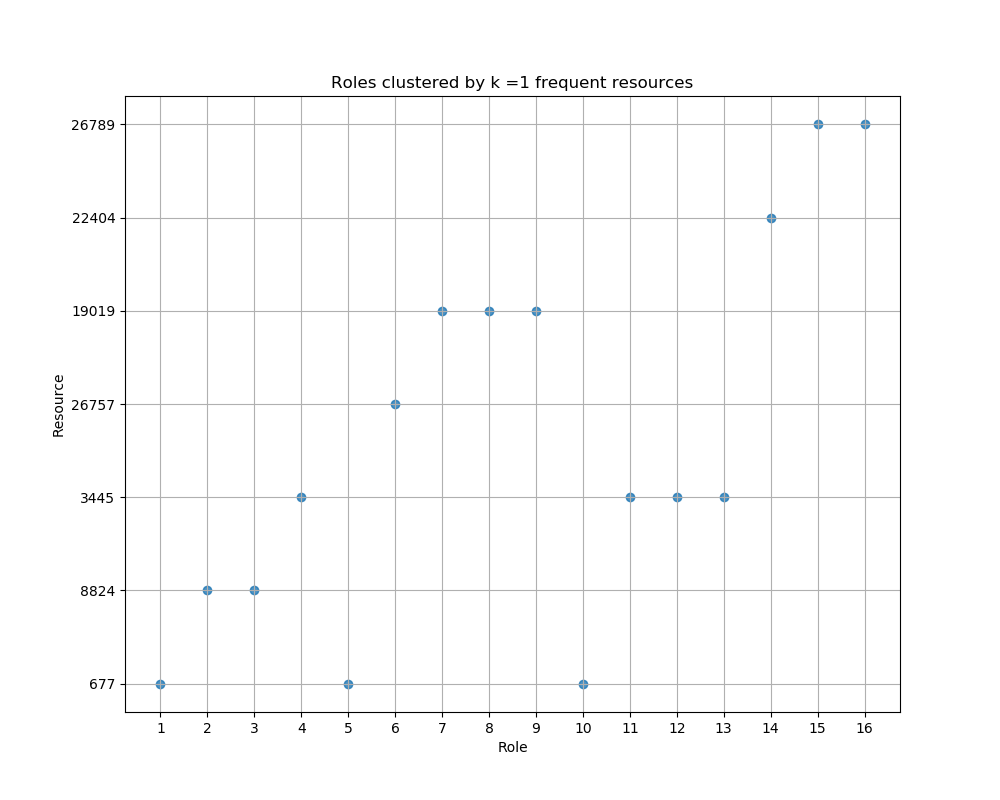 Roles clustered by k =1 frequent resources
26789
22404
19019
26757
3445
8824
677
Resource
1 2 3 4 5 6 7 8 9 10 11 12 13 14 15 16
Role